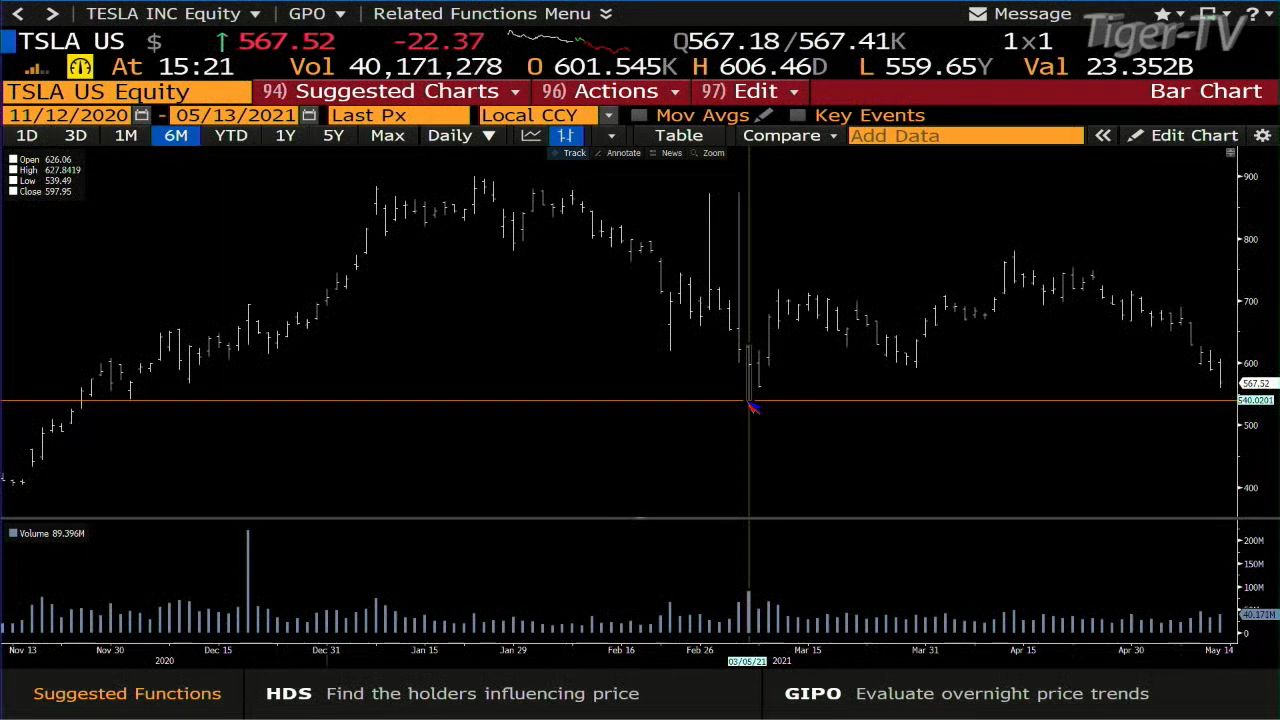 < > TESLA INC Equity GPO Related Functions Menu Message ?
Tiger-TV
TSLA US $ ↑ 567.52 -22.37 Q567.18/567.41K 1x1
At 15:21 Vol 40,171,278 O 601.545K H 606.46D L 559.65Y Val 23.352B
TSLA US Equity 94) Suggested Charts 96) Actions 97) Edit Bar Chart
11/12/2020 - 05/13/2021 Last Px Local CCY Mov Avgs Key Events
1D 3D 1M 6M YTD 1Y 5Y Max Daily ▼ Table Compare Add Data « Edit Chart
Track Annotate News Zoom
Open 626.06
High 627.8419
Low 539.49
Close 597.95
900
800
700
600
567.52
540.0201
500
400
Volume 89.396M
200M
150M
100M
40.171M
0
Nov 13 Nov 30 Dec 15 Dec 31 Jan 15 Jan 29 Feb 16 Feb 26 Mar 15 Mar 31 Apr 15 Apr 30 May 14
2020 03/05/21 2021
Suggested Functions HDS Find the holders influencing price GIPO Evaluate overnight price trends